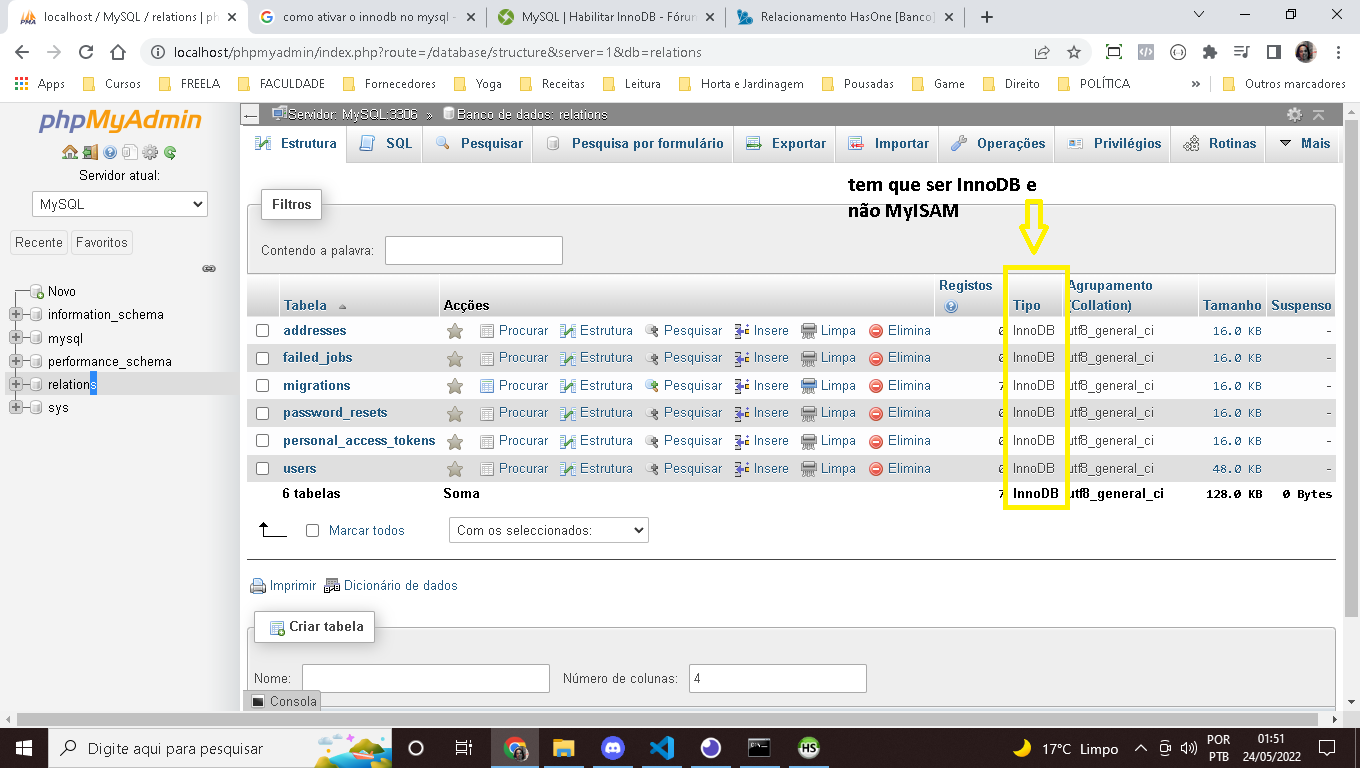 localhost / MySQL / relations | ph
como ativar o innodb no mysql -
MySQL | Habilitar InnoDB - Fórun
Relacionamento HasOne [Banco]
localhost/phpmyadmin/index.php?route=/database/structure&server=1&db=relations
Apps Cursos FREELA FACULDADE Fornecedores Yoga Receitas Leitura Horta e Jardinagem Pousadas Game Direito POLÍTICA » Outros marcadores
phpMyAdmin
Servidor atual:
MySQL
Recente Favoritos
Novo
information_schema
mysql
performance_schema
relations
sys
Servidor: MySQL:3306 » Banco de dados: relations
Estrutura SQL Pesquisar Pesquisa por formulário Exportar Importar Operações Privilégios Rotinas Mais
tem que ser InnoDB e
não MyISAM
Filtros
Contendo a palavra:
Tabela Acções Registos Tipo Agrupamento (Collation) Tamanho Suspenso
addresses Procurar Estrutura Pesquisar Insere Limpa Elimina 0 InnoDB utf8_general_ci 16.0 KB -
failed_jobs Procurar Estrutura Pesquisar Insere Limpa Elimina 0 InnoDB utf8_general_ci 16.0 KB -
migrations Procurar Estrutura Pesquisar Insere Limpa Elimina 7 InnoDB utf8_general_ci 16.0 KB -
password_resets Procurar Estrutura Pesquisar Insere Limpa Elimina 0 InnoDB utf8_general_ci 16.0 KB -
personal_access_tokens Procurar Estrutura Pesquisar Insere Limpa Elimina 0 InnoDB utf8_general_ci 16.0 KB -
users Procurar Estrutura Pesquisar Insere Limpa Elimina 0 InnoDB utf8_general_ci 48.0 KB -
6 tabelas Soma 7 InnoDB utf8_general_ci 128.0 KB 0 Bytes
Marcar todos Com os seleccionados:
Imprimir Dicionário de dados
Criar tabela
Nome: Número de colunas: 4
Consola
Digite aqui para pesquisar
HS
17°C Limpo
POR
PTB
01:51
24/05/2022